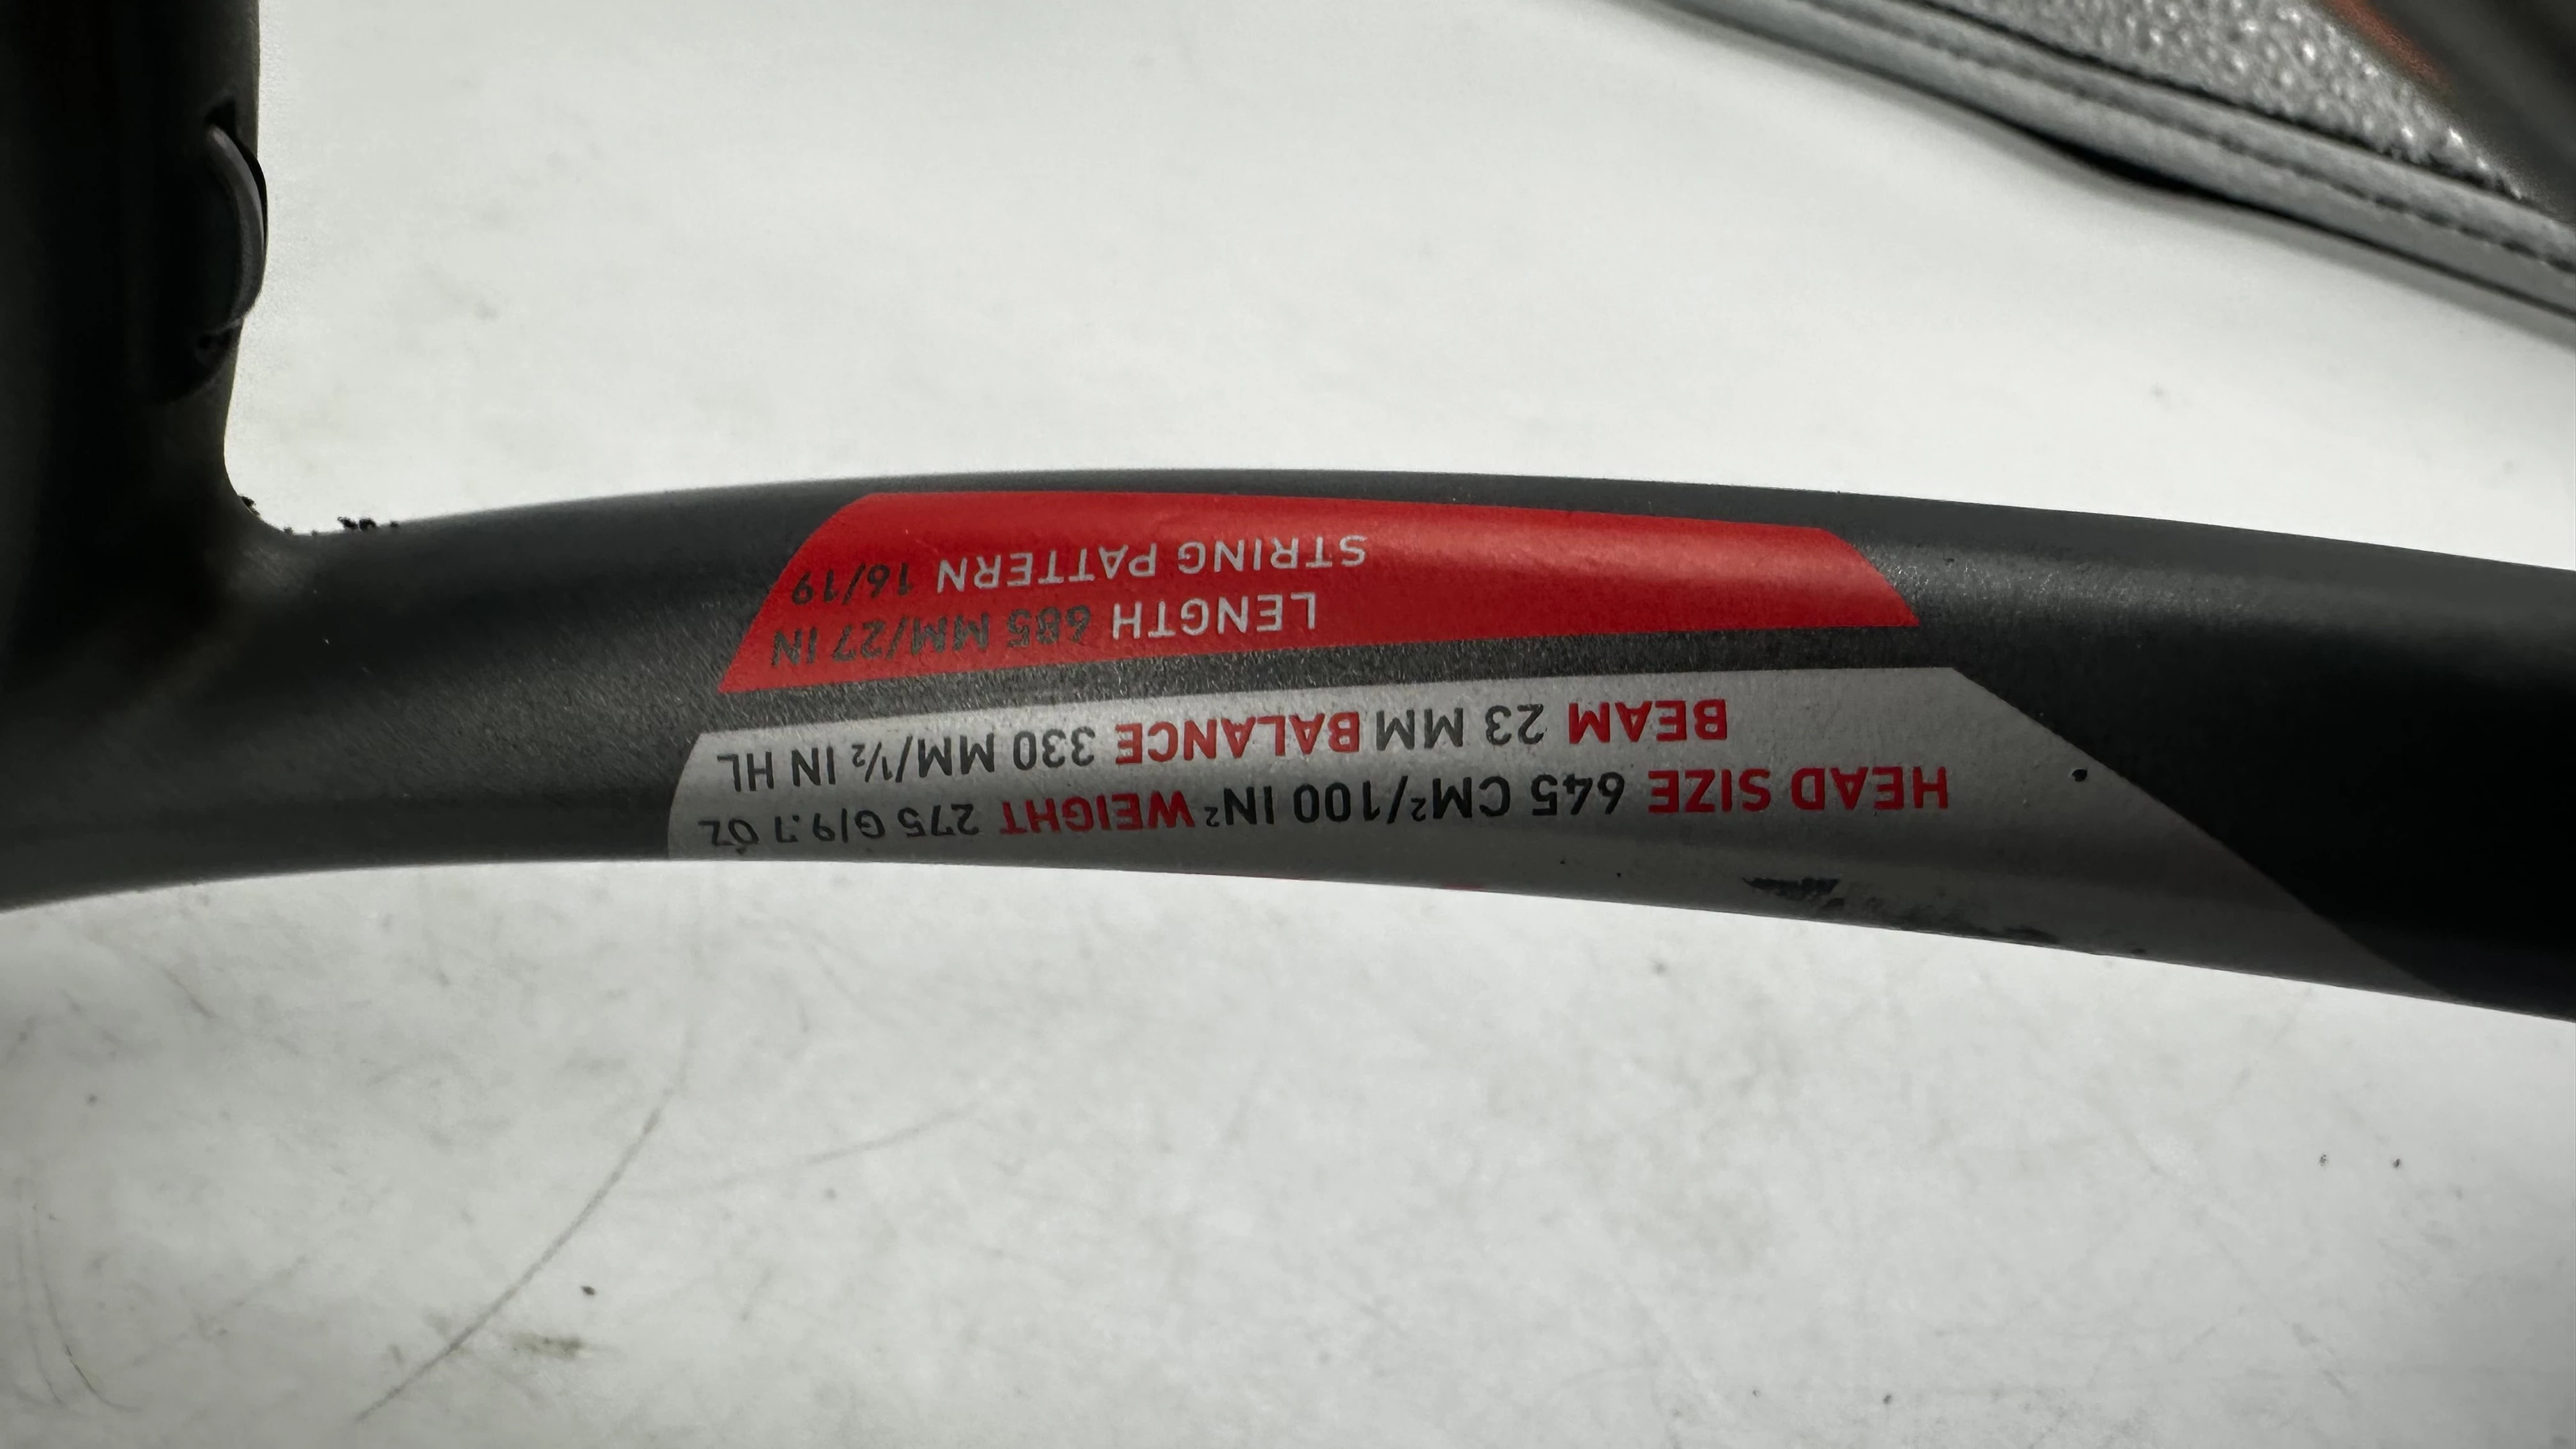 HEAD SIZE 645 CM²/100 IN² WEIGHT 275 G/9.7 OZ
BEAM 23 MM BALANCE 330 MM/½ IN HL
LENGTH 685 MM/27 IN
STRING PATTERN 16/19